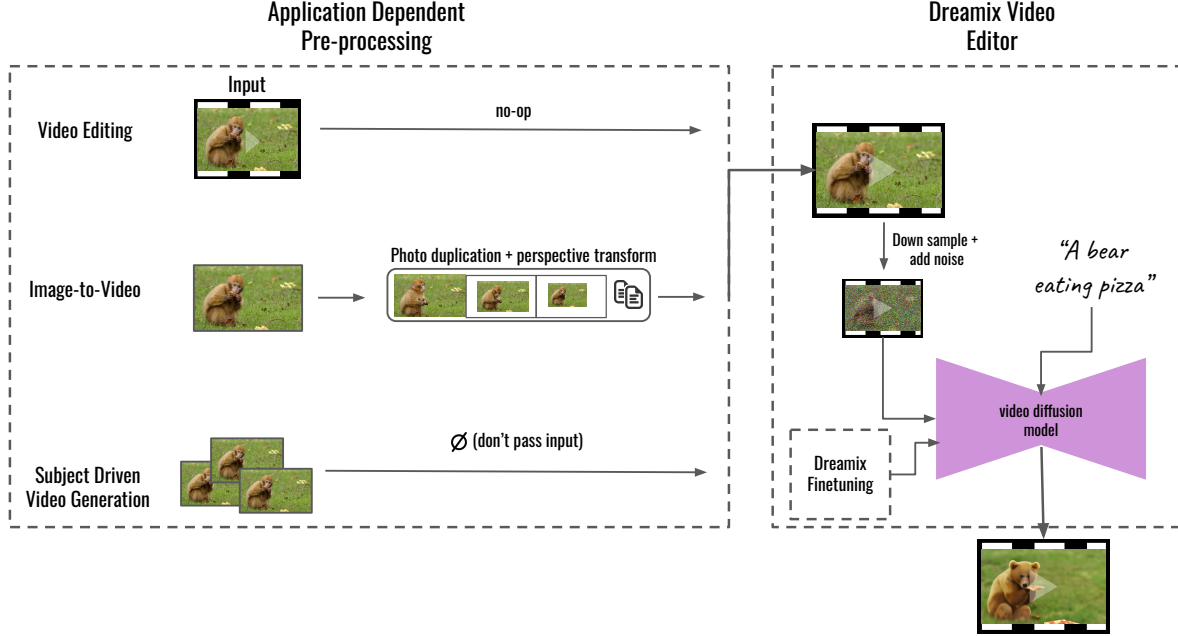 Application Dependent
Pre-processing
Dreamix Video
Editor
Input
Video Editing
no-op
Image-to-Video
Photo duplication + perspective transform
Subject Driven
Video Generation
∅ (don't pass input)
Down sample +
add noise
"A bear
eating pizza"
video diffusion
model
Dreamix
Finetuning